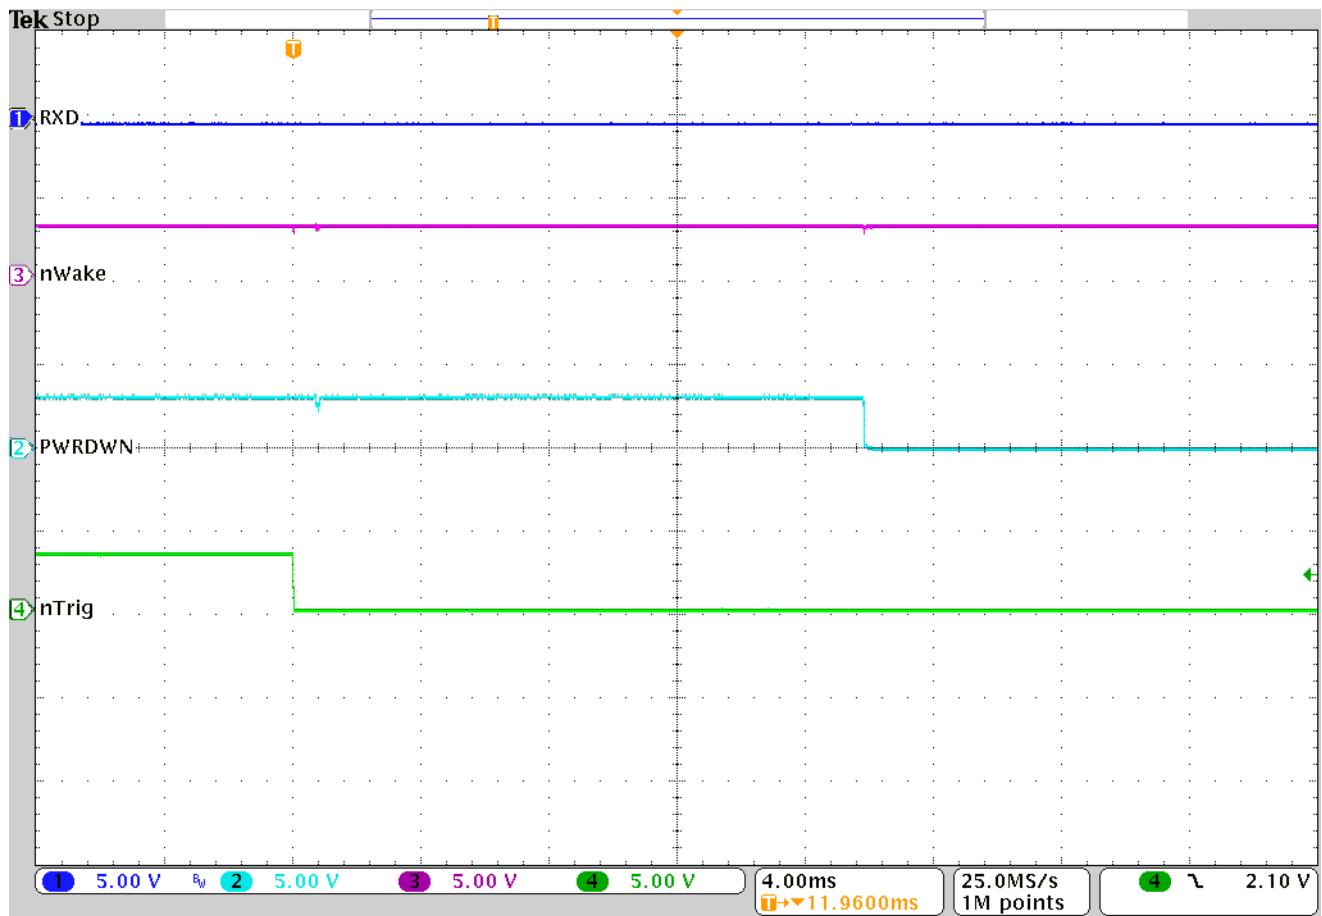 Tek Stop
T
T
1 RXD
3 nWake
2 PWRDWN
4 nTrig
1 5.00 V BW 2 5.00 V 3 5.00 V 4 5.00 V
4.00ms
T→▼11.9600ms
25.0MS/s
1M points
4 2.10 V